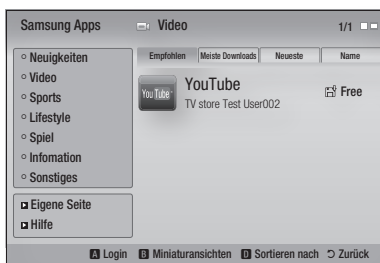 Samsung Apps
Video
1/1
Neuigkeiten
Video
Sports
Lifestyle
Spiel
Infomation
Sonstiges
Eigene Seite
Hilfe
Empfohlen Meiste Downloads Neueste Name
You Tube
YouTube
TV store Test User002
Free
A Login B Miniaturansichten D Sortieren nach Zurück